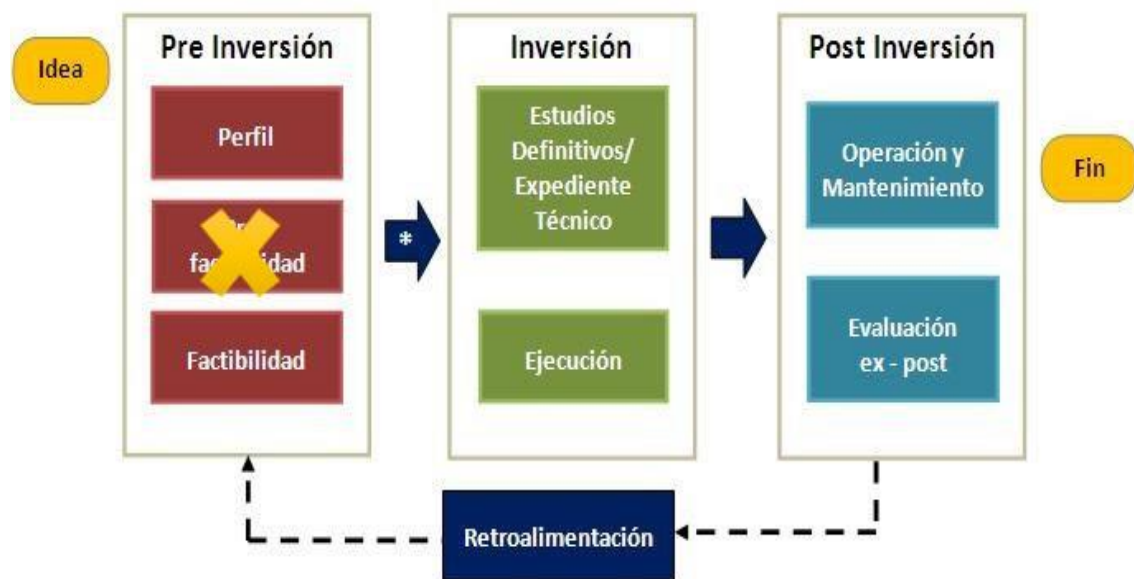 Idea
Pre Inversión
Perfil
factibilidad
Factibilidad
*
Inversión
Estudios
Definitivos/
Expediente
Técnico
Ejecución
Post Inversión
Operación y
Mantenimiento
Evaluación
ex - post
Fin
Retroalimentación